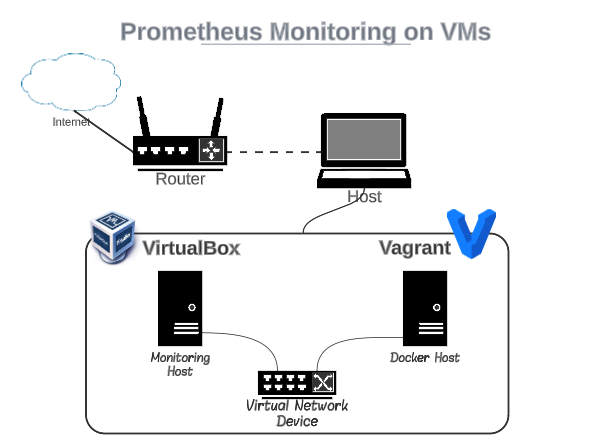 Prometheus Monitoring on VMs
Internet
Router
Host
VirtualBox
Vagrant
Monitoring
Host
Docker Host
Virtual Network
Device